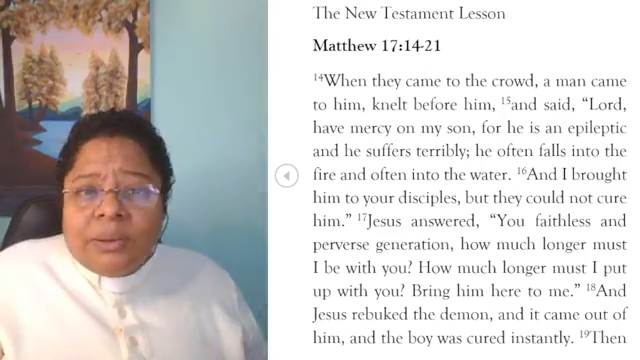 The New Testament Lesson
Matthew 17:14-21
¹⁴When they came to the crowd, a man came
to him, knelt before him, ¹⁵and said, “Lord,
have mercy on my son, for he is an epileptic
and he suffers terribly; he often falls into the
fire and often into the water. ¹⁶And I brought
him to your disciples, but they could not cure
him.” ¹⁷Jesus answered, “You faithless and
perverse generation, how much longer must
I be with you? How much longer must I put
up with you? Bring him here to me.” ¹⁸And
Jesus rebuked the demon, and it came out of
him, and the boy was cured instantly. ¹⁹Then